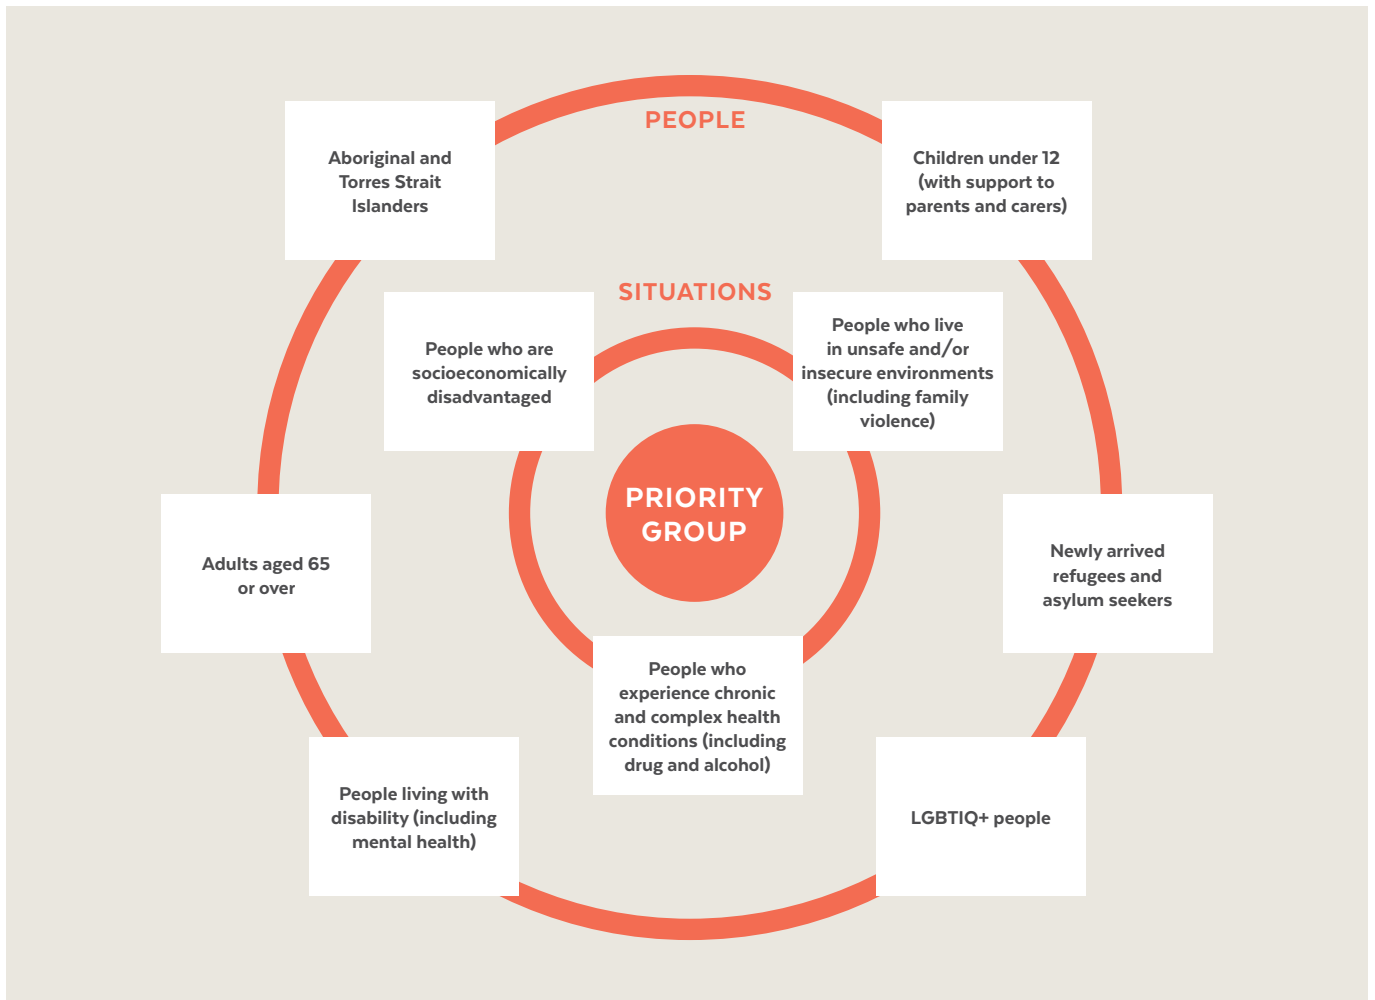 PEOPLE
Aboriginal and
Torres Strait
Islanders
Children under 12
(with support to
parents and carers)
SITUATIONS
People who are
socioeconomically
disadvantaged
People who live
in unsafe and/or
insecure environments
(including family
violence)
PRIORITY
GROUP
Adults aged 65
or over
Newly arrived
refugees and
asylum seekers
People who
experience chronic
and complex health
conditions (including
drug and alcohol)
People living with
disability (including
mental health)
LGBTIQ+ people